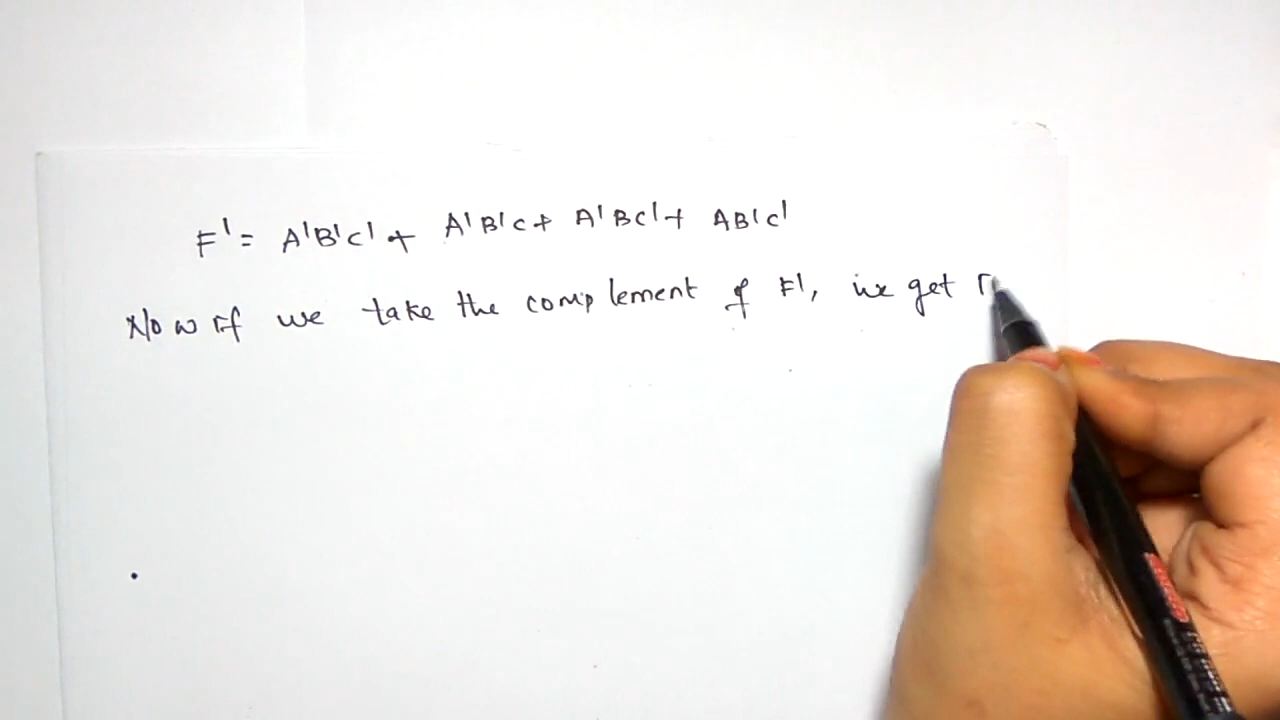 F' = A'B'C' + A'B'C + A'BC' + AB'C'
Now if we take the complement of F', we get